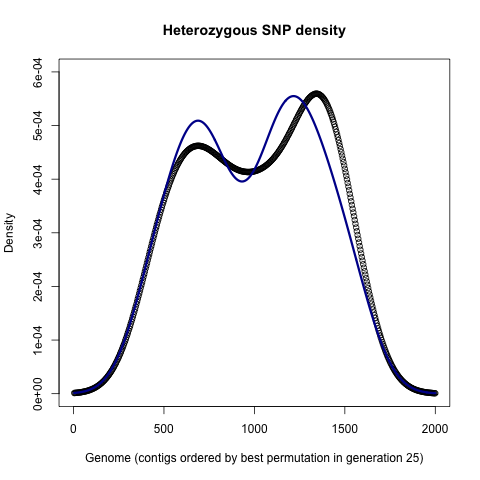 Heterozygous SNP density
Density
6e-04
5e-04
4e-04
3e-04
2e-04
1e-04
0e+00
0 500 1000 1500 2000
Genome (contigs ordered by best permutation in generation 25)